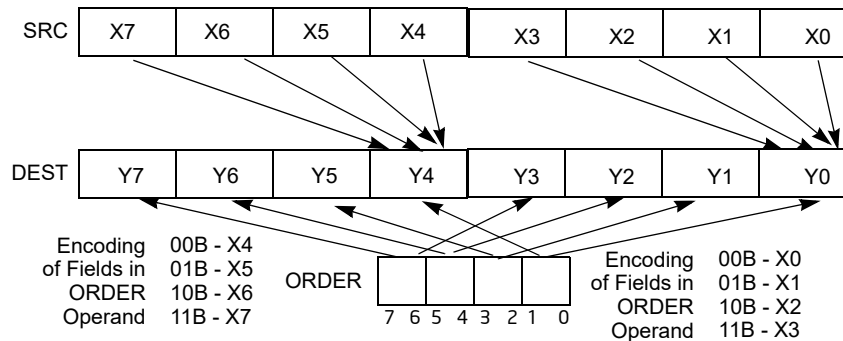 SRC X7 X6 X5 X4 X3 X2 X1 X0
DEST Y7 Y6 Y5 Y4 Y3 Y2 Y1 Y0
Encoding 00B - X4
of Fields in 01B - X5
ORDER 10B - X6
Operand 11B - X7
ORDER
7 6 5 4 3 2 1 0
Encoding 00B - X0
of Fields in 01B - X1
ORDER 10B - X2
Operand 11B - X3